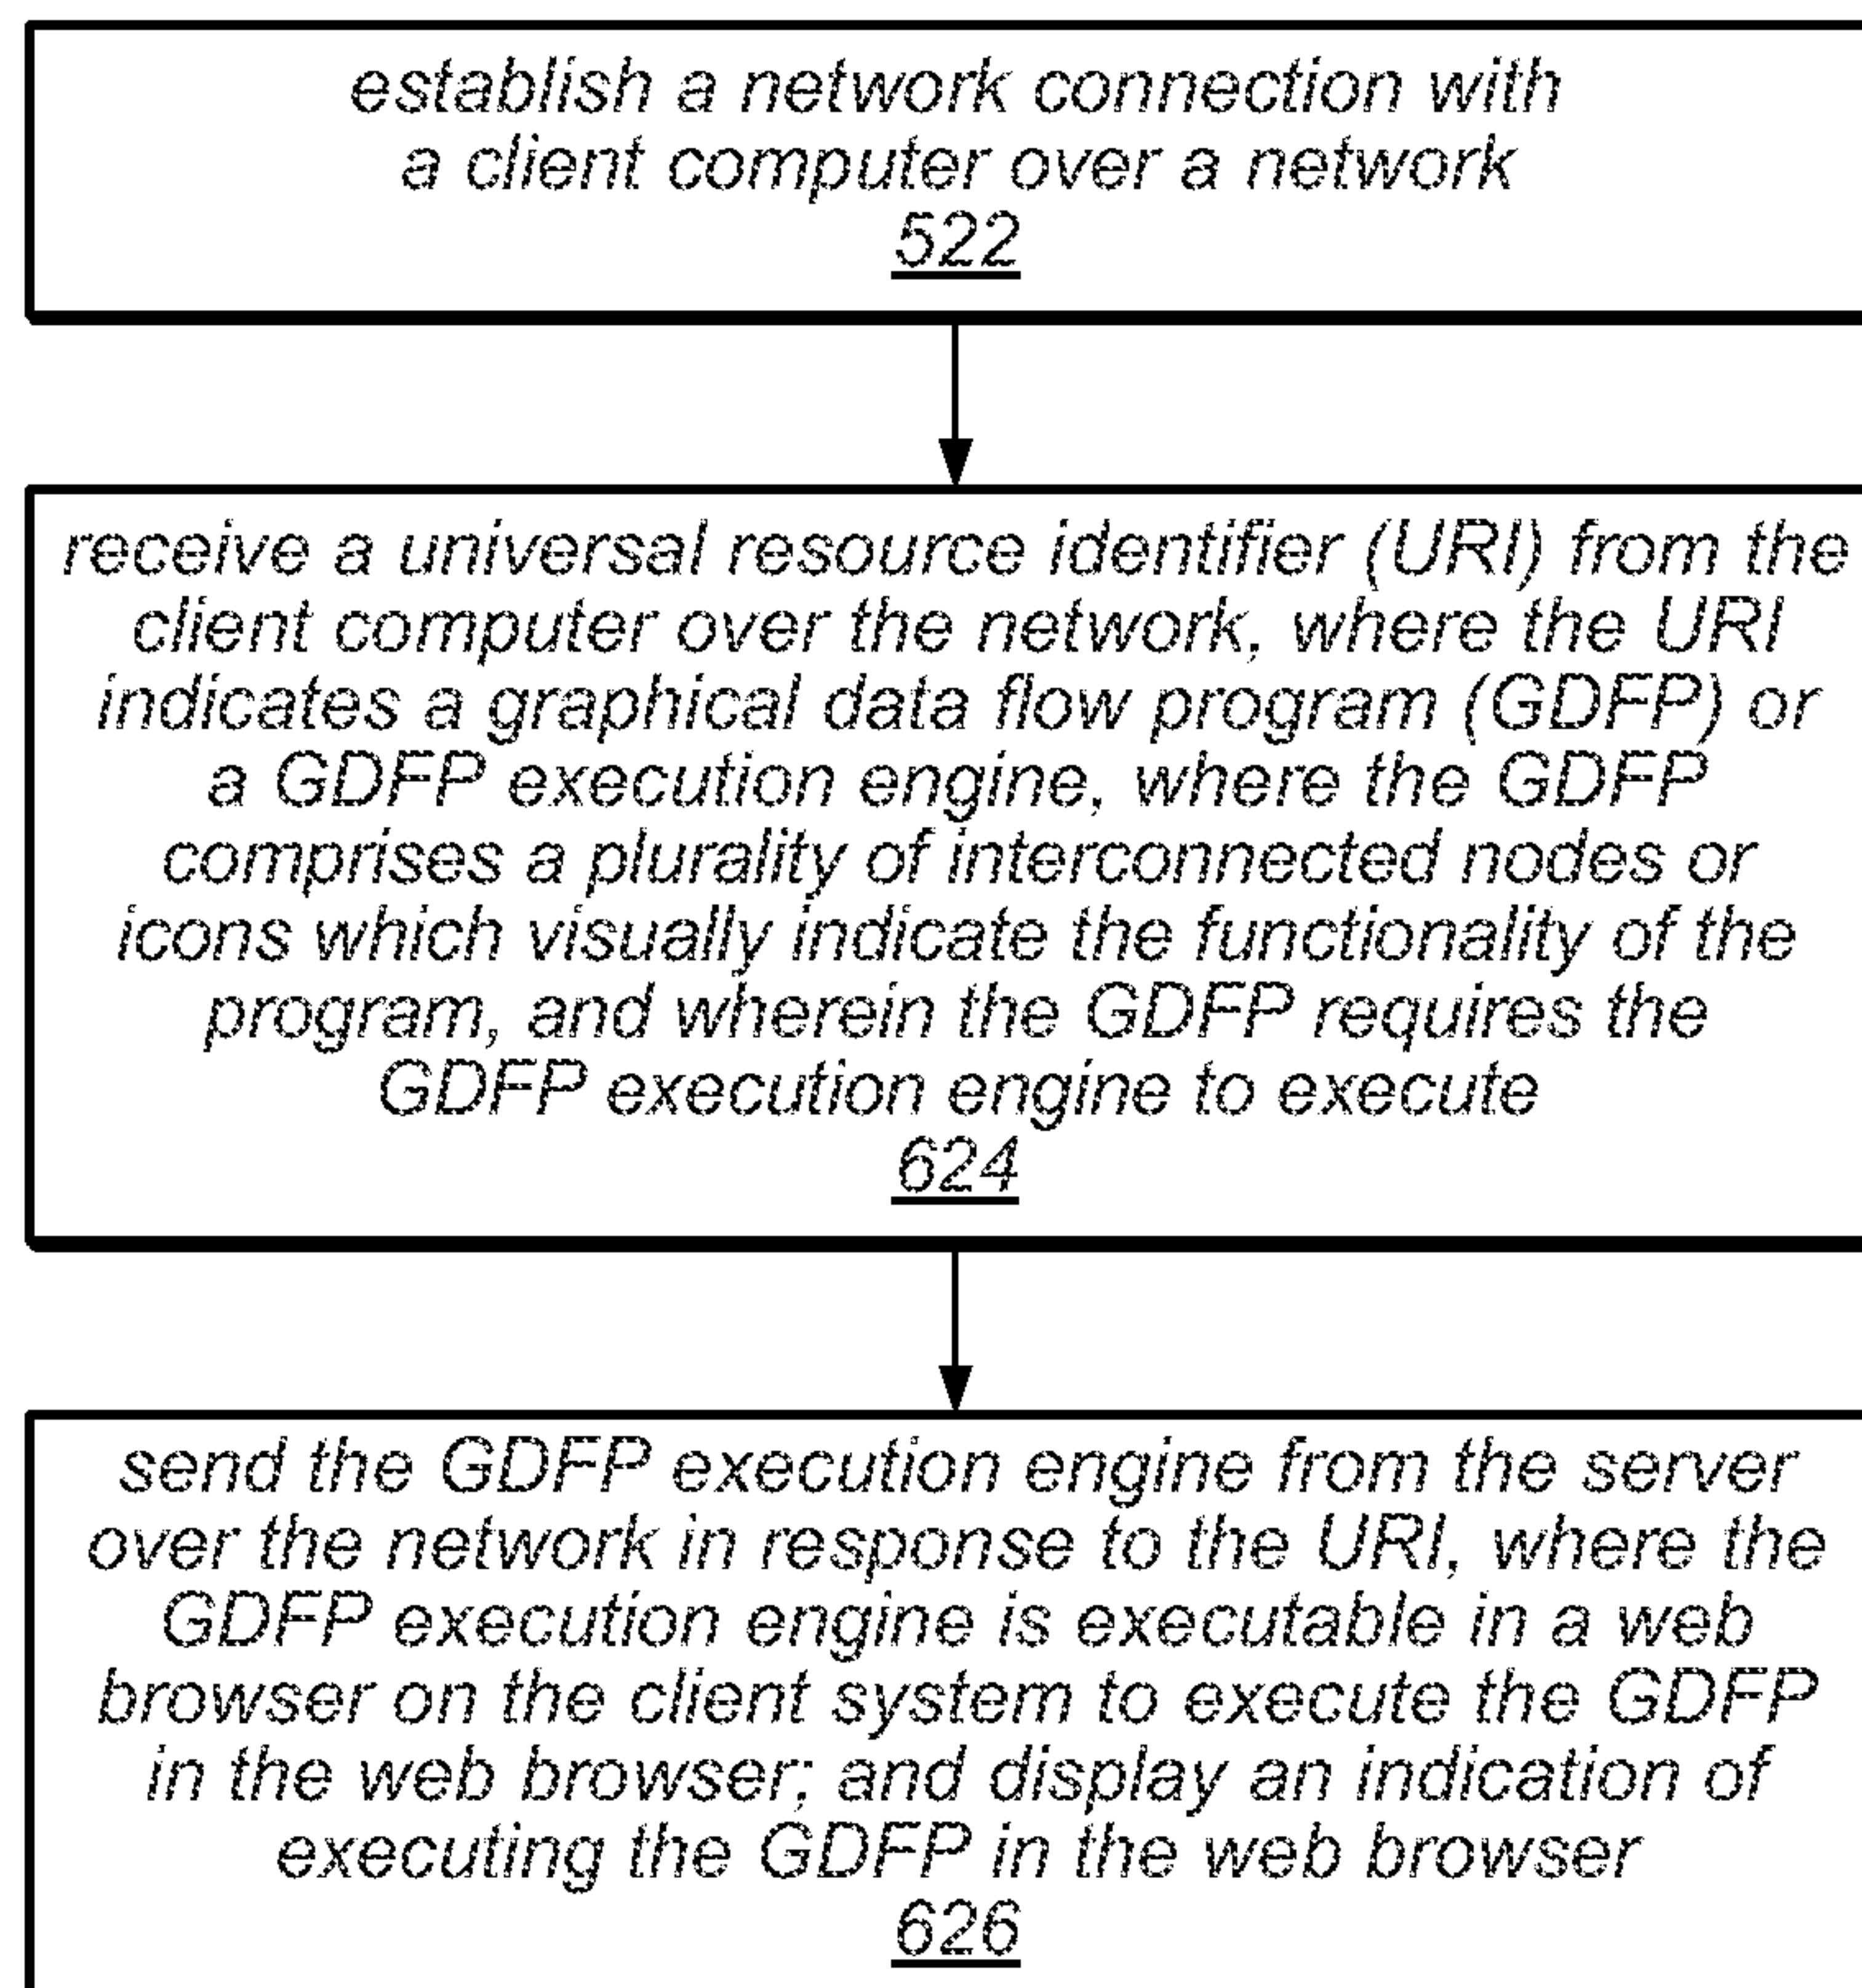 establish a network connection with
a client computer over a network
522
receive a universal resource identifier (URI) from the
client computer over the network, where the URI
indicates a graphical data flow program (GDFP) or
a GDFP execution engine, where the GDFP
comprises a plurality of interconnected nodes or
icons which visually indicate the functionality of the
program, and wherein the GDFP requires the
GDFP execution engine to execute
624
send the GDFP execution engine from the server
over the network in response to the URI, where the
GDFP execution engine is executable in a web
browser on the client system to execute the GDFP
in the web browser; and display an indication of
executing the GDFP in the web browser
626